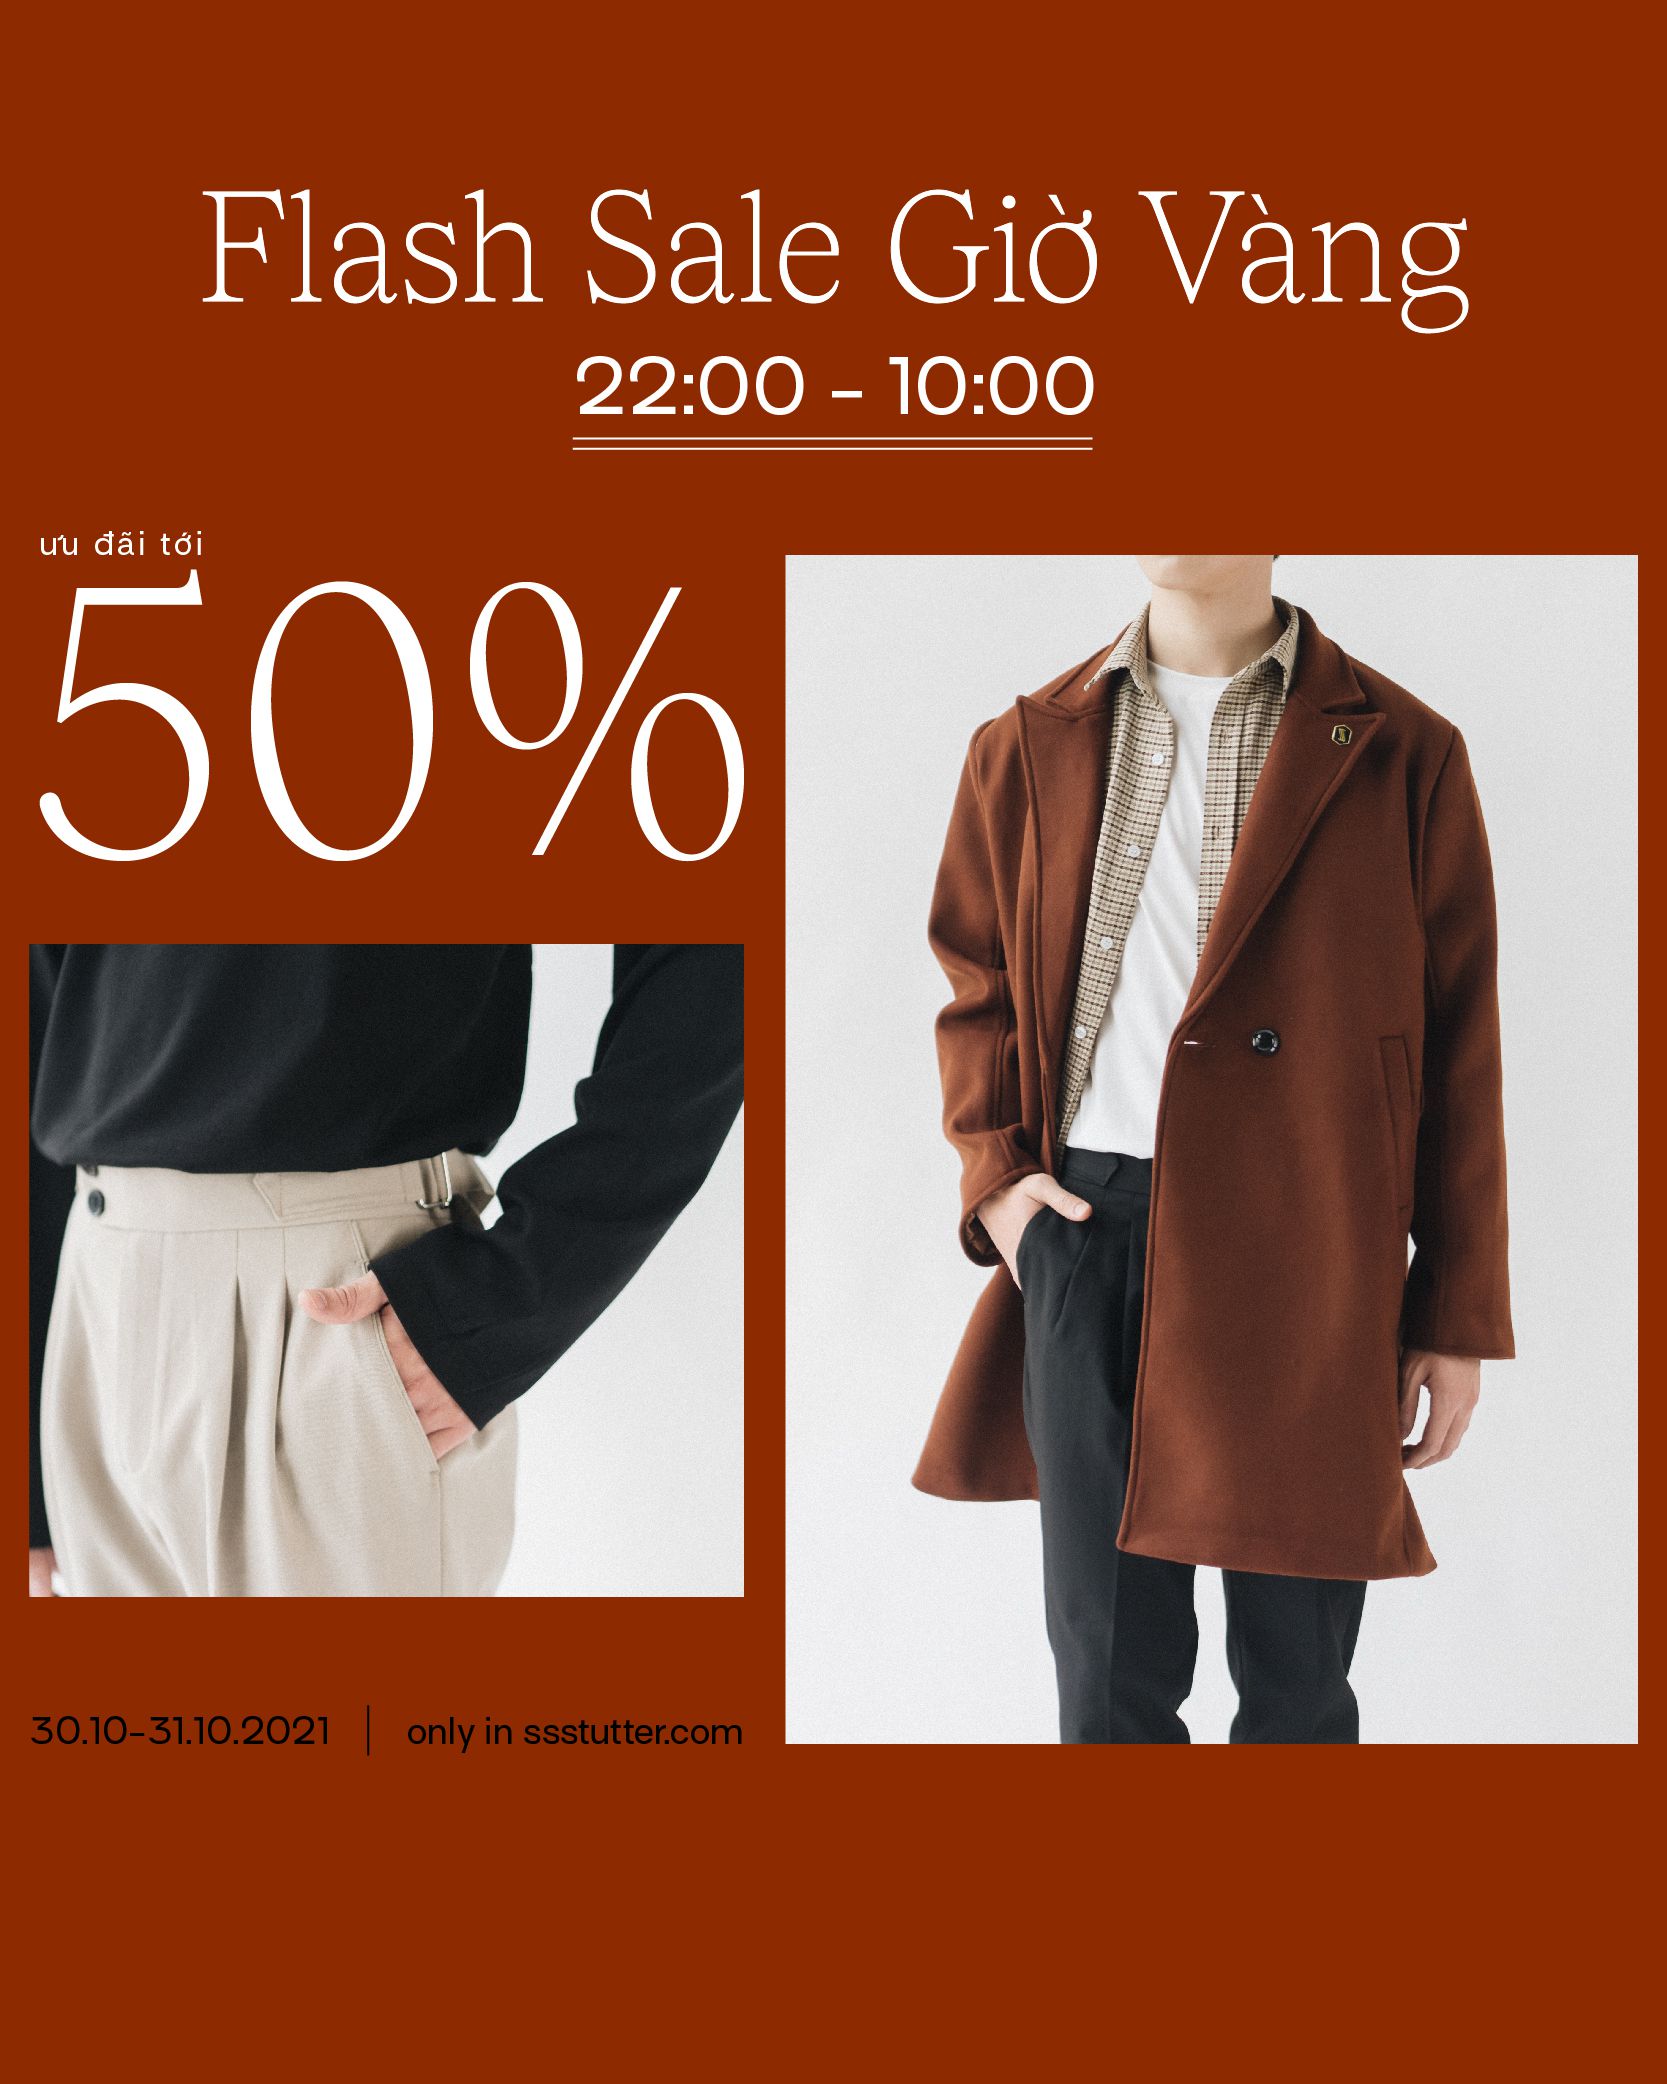 Flash Sale Giờ Vàng
22:00 - 10:00
ưu đãi tới
50%
30.10-31.10.2021 | only in ssstutter.com